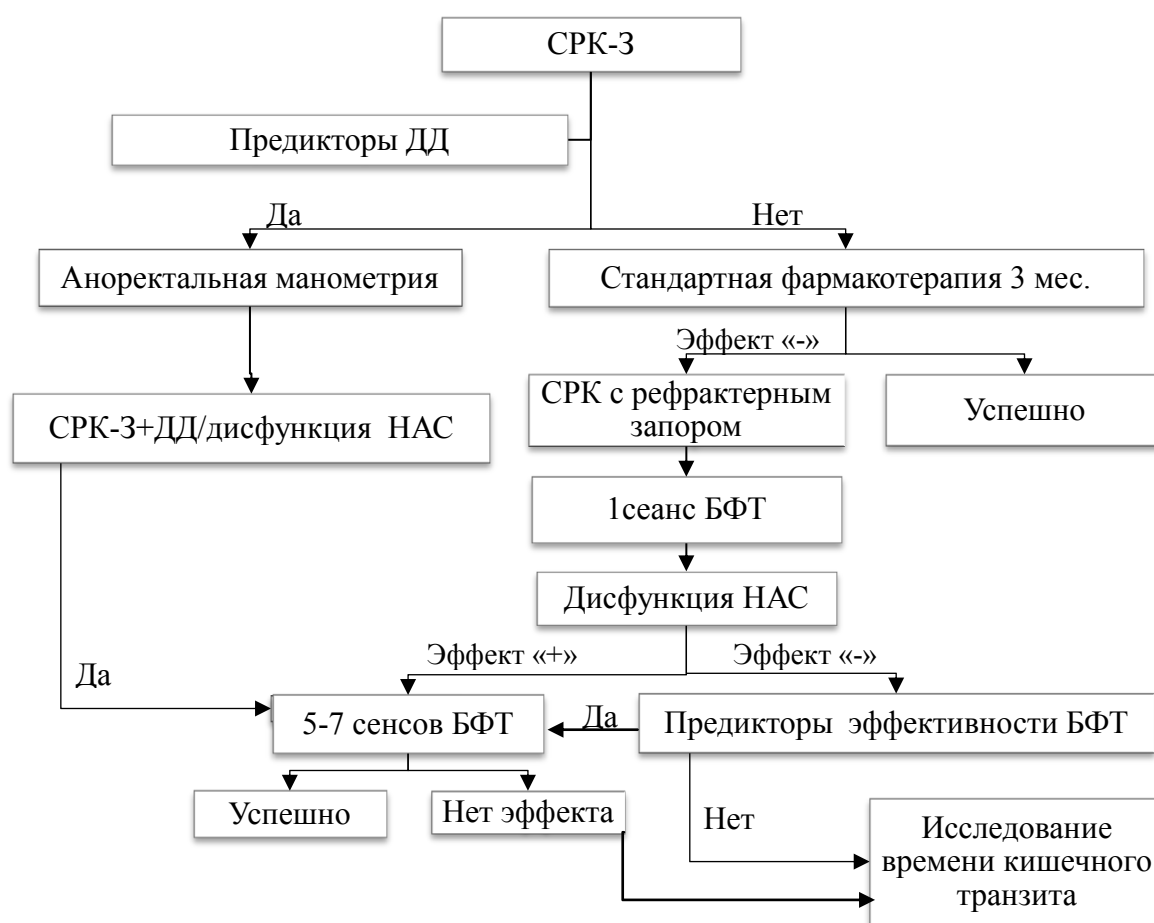 СРК-З
Предикторы ДД
Да
Нет
Аноректальная манометрия
Стандартная фармакотерапия 3 мес.
Эффект «-»
СРК-З+ДД/дисфункция НАС
СРК с рефрактерным
запором
Успешно
1сеанс БФТ
Дисфункция НАС
Эффект «+»
Эффект «-»
Да
5-7 сенсов БФТ
Да
Предикторы эффективности БФТ
Успешно
Нет эффекта
Нет
Исследование
времени кишечного
транзита